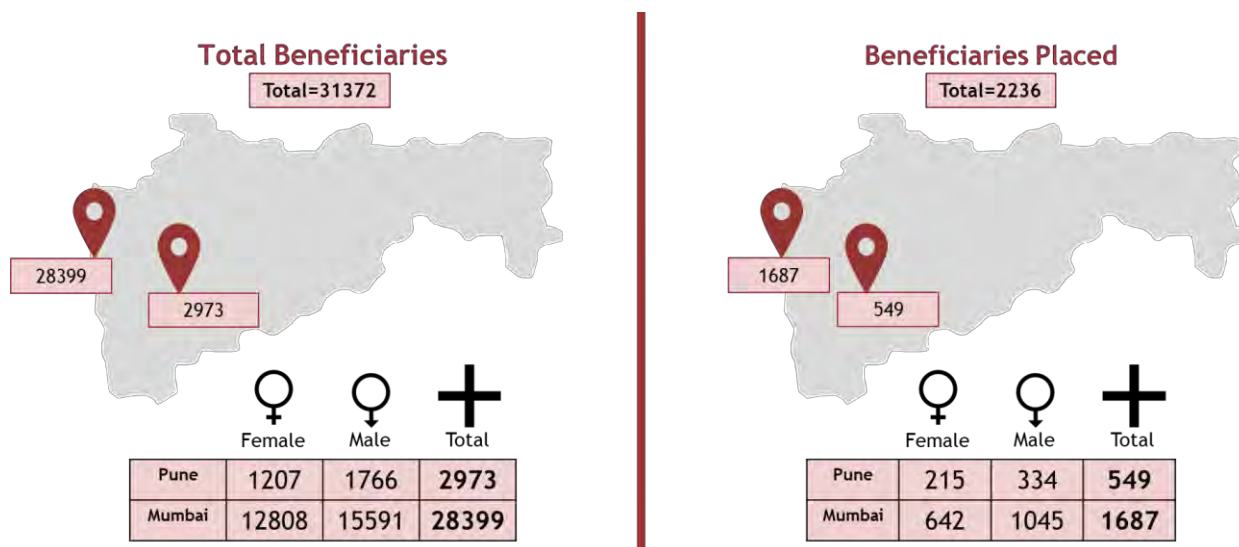 Total Beneficiaries
Total=31372
28399
2973
Female Male Total
Pune 1207 1766 2973
Mumbai 12808 15591 28399
Beneficiaries Placed
Total=2236
1687
549
Female Male Total
Pune 215 334 549
Mumbai 642 1045 1687